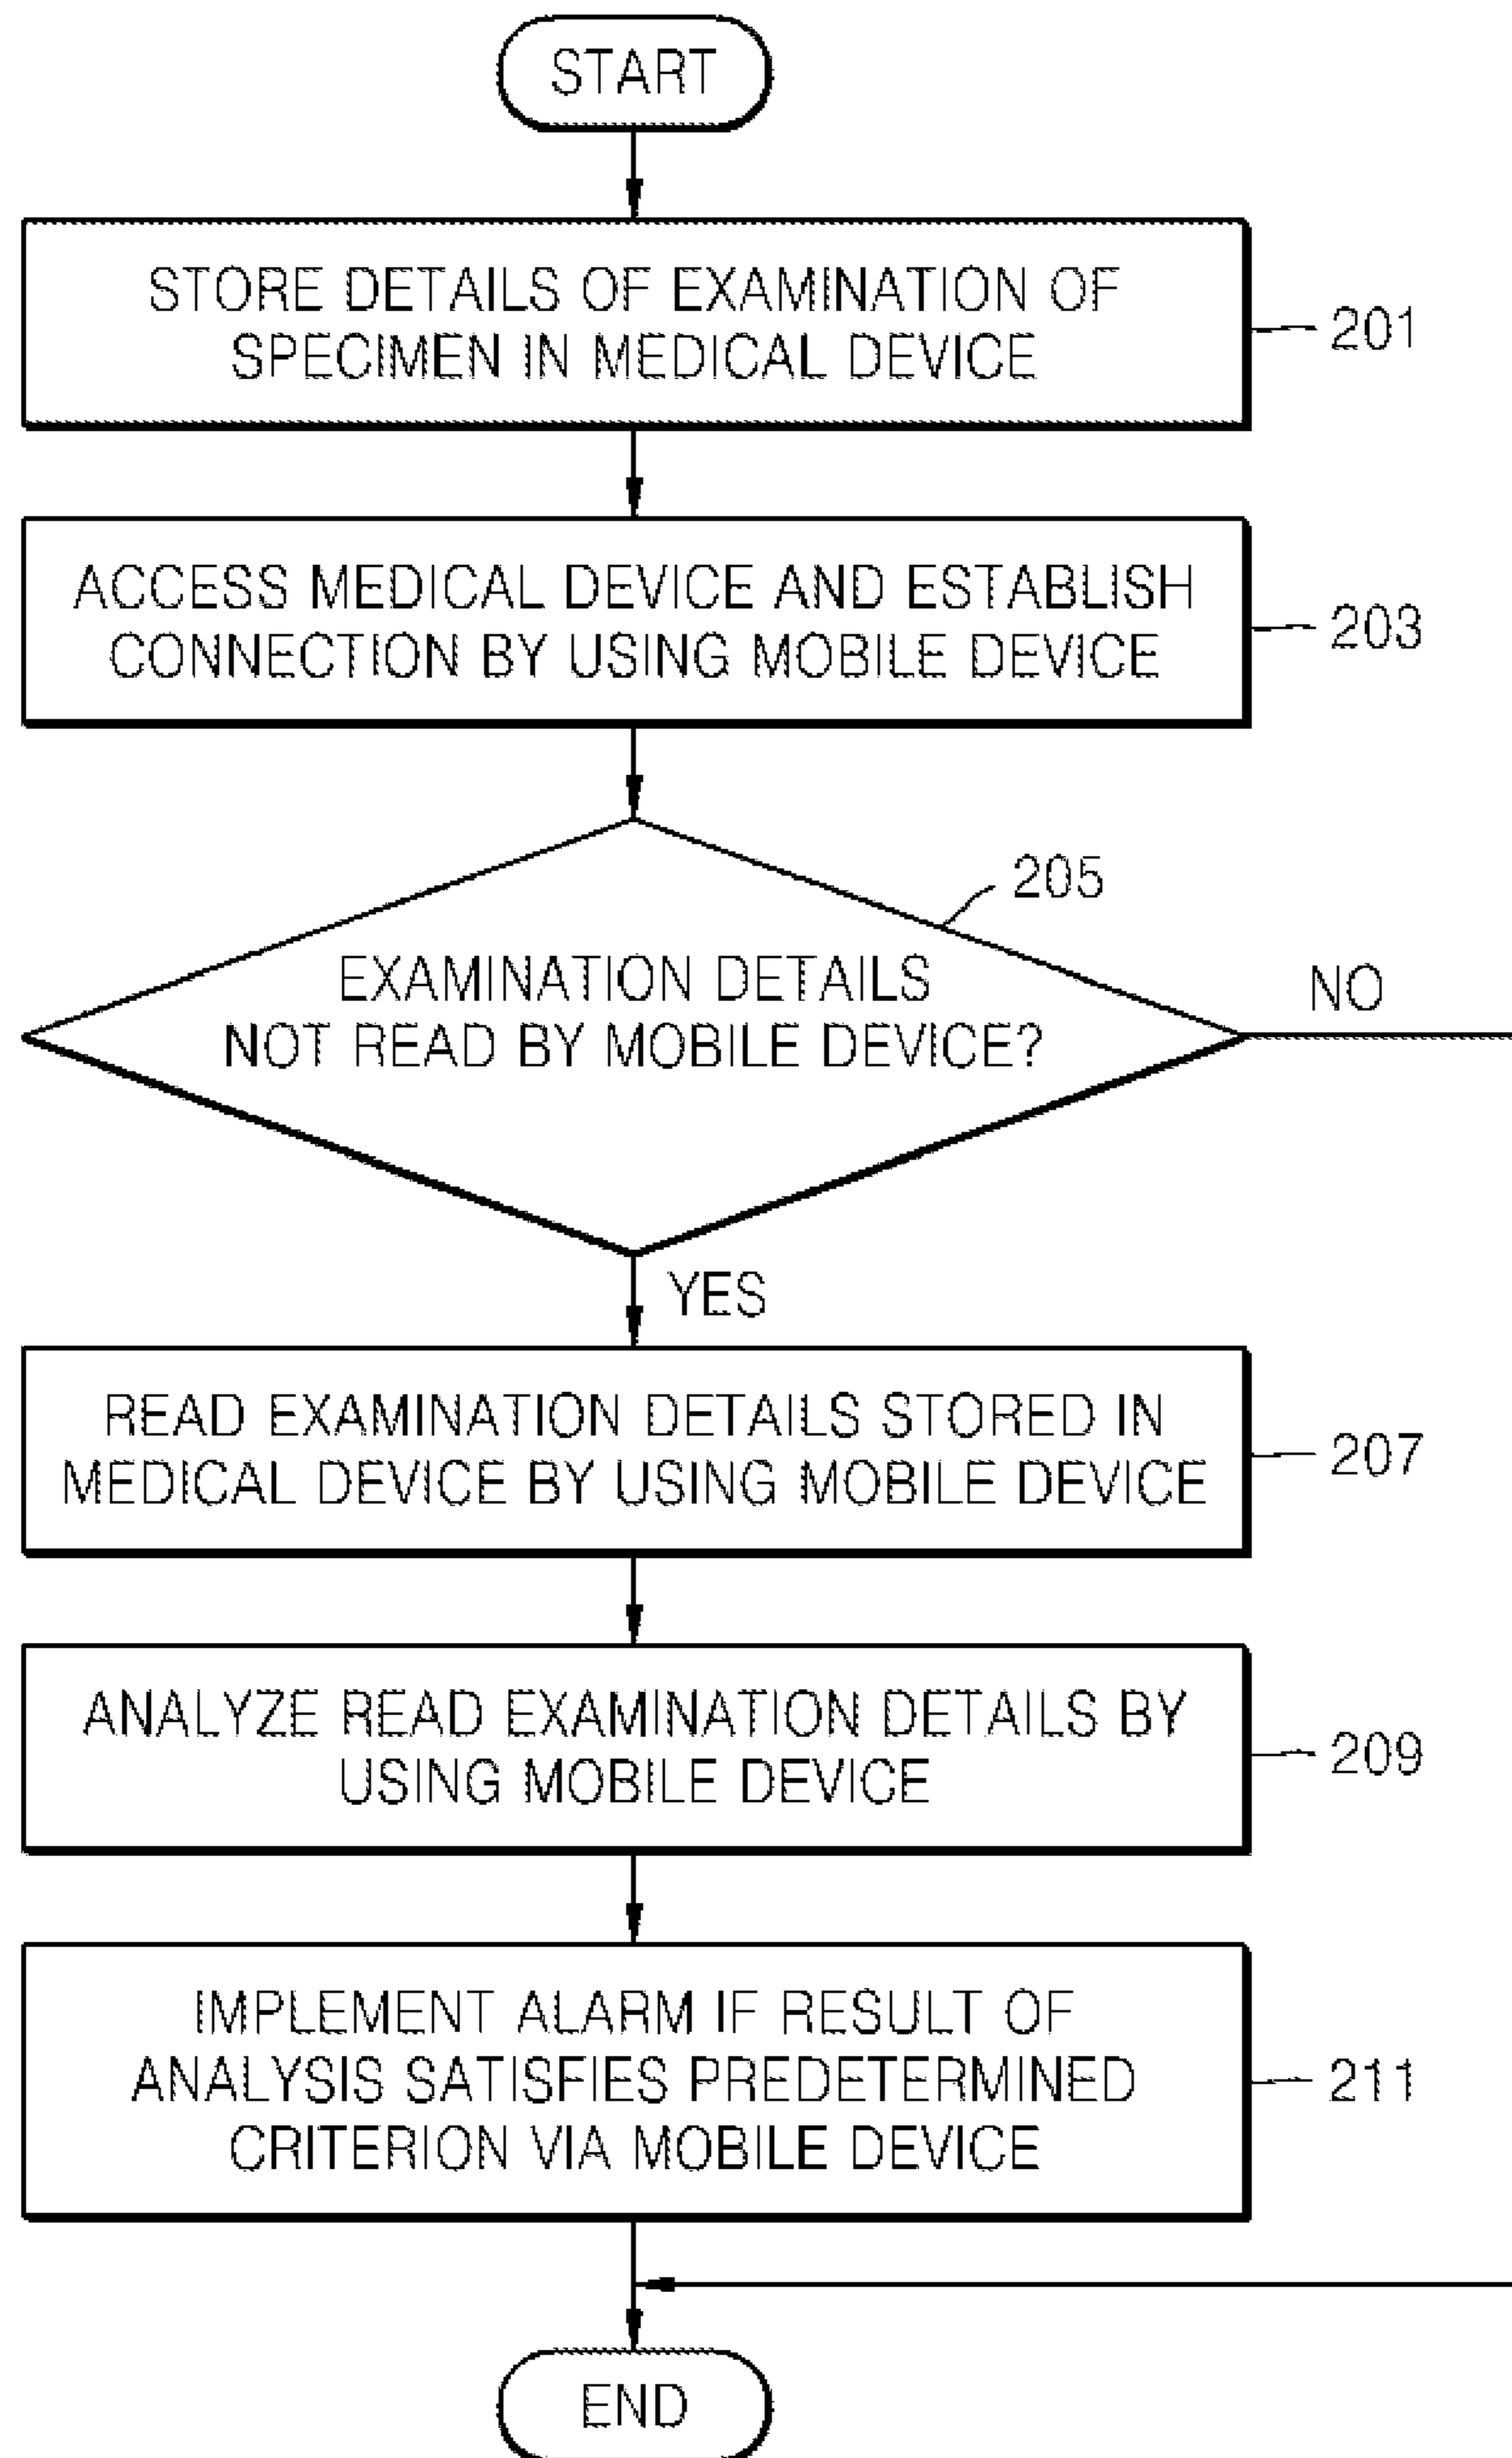 START
STORE DETAILS OF EXAMINATION OF
SPECIMEN IN MEDICAL DEVICE
201
ACCESS MEDICAL DEVICE AND ESTABLISH
CONNECTION BY USING MOBILE DEVICE
203
205
EXAMINATION DETAILS
NOT READ BY MOBILE DEVICE?
NO
YES
READ EXAMINATION DETAILS STORED IN
MEDICAL DEVICE BY USING MOBILE DEVICE
207
ANALYZE READ EXAMINATION DETAILS BY
USING MOBILE DEVICE
209
IMPLEMENT ALARM IF RESULT OF
ANALYSIS SATISFIES PREDETERMINED
CRITERION VIA MOBILE DEVICE
211
END